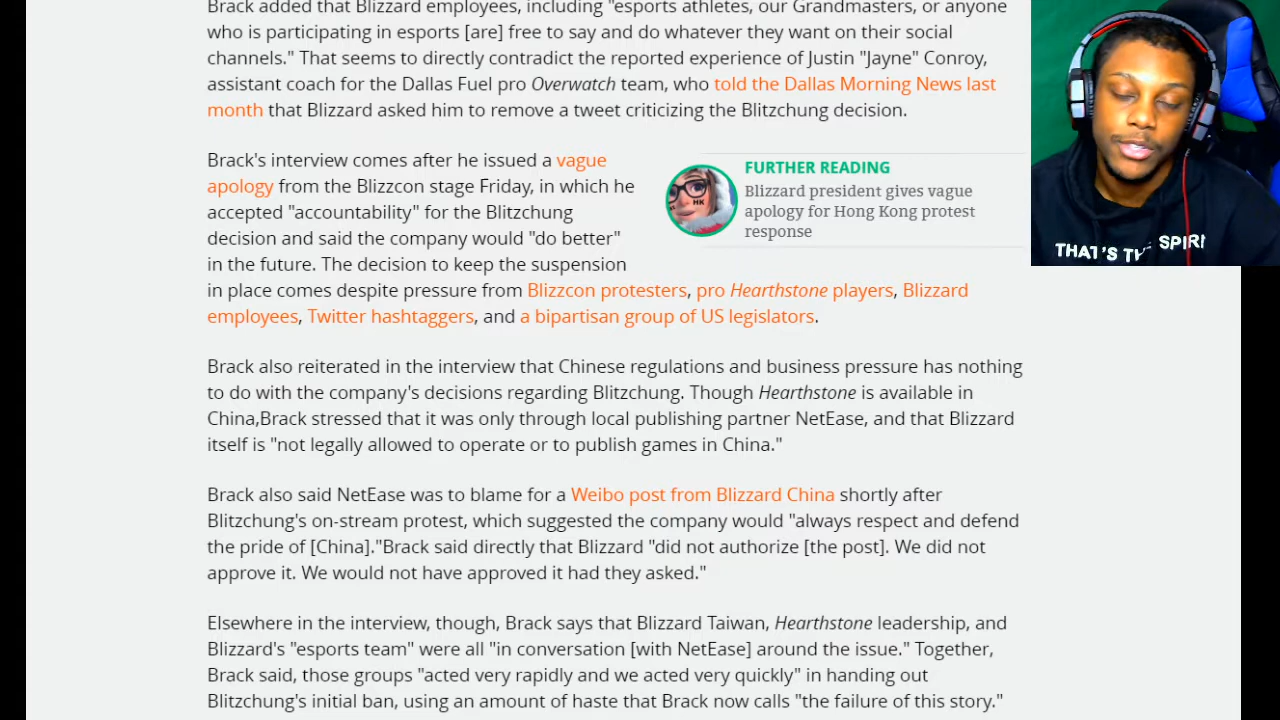 Brack added that Blizzard employees, including "esports athletes, our Grandmasters, or anyone
who is participating in esports [are] free to say and do whatever they want on their social
channels." That seems to directly contradict the reported experience of Justin "Jayne" Conroy,
assistant coach for the Dallas Fuel pro Overwatch team, who told the Dallas Morning News last
month that Blizzard asked him to remove a tweet criticizing the Blitzchung decision.
Brack's interview comes after he issued a vague
apology from the Blizzcon stage Friday, in which he
accepted "accountability" for the Blitzchung
decision and said the company would "do better"
in the future. The decision to keep the suspension
in place comes despite pressure from Blizzcon protesters, pro Hearthstone players, Blizzard
employees, Twitter hashtaggers, and a bipartisan group of US legislators.
FURTHER READING
Blizzard president gives vague
apology for Hong Kong protest
response
HK
Brack also reiterated in the interview that Chinese regulations and business pressure has nothing
to do with the company's decisions regarding Blitzchung. Though Hearthstone is available in
China,Brack stressed that it was only through local publishing partner NetEase, and that Blizzard
itself is "not legally allowed to operate or to publish games in China."
Brack also said NetEase was to blame for a Weibo post from Blizzard China shortly after
Blitzchung's on-stream protest, which suggested the company would "always respect and defend
the pride of [China]."Brack said directly that Blizzard "did not authorize [the post]. We did not
approve it. We would not have approved it had they asked."
Elsewhere in the interview, though, Brack says that Blizzard Taiwan, Hearthstone leadership, and
Blizzard's "esports team" were all "in conversation [with NetEase] around the issue." Together,
Brack said, those groups "acted very rapidly and we acted very quickly" in handing out
Blitzchung's initial ban, using an amount of haste that Brack now calls "the failure of this story."
THAT'S THE SPIRIT